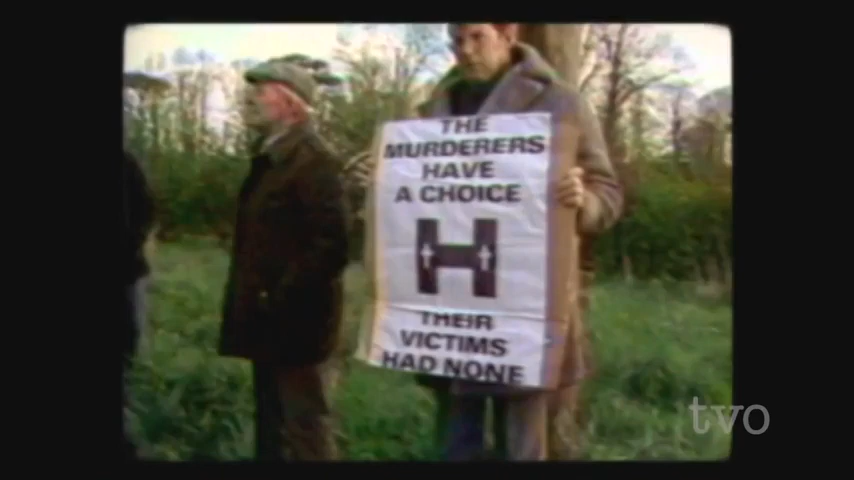 THE
MURDERERS
HAVE
A CHOICE
H
THEIR
VICTIMS
HAD NONE
tvo